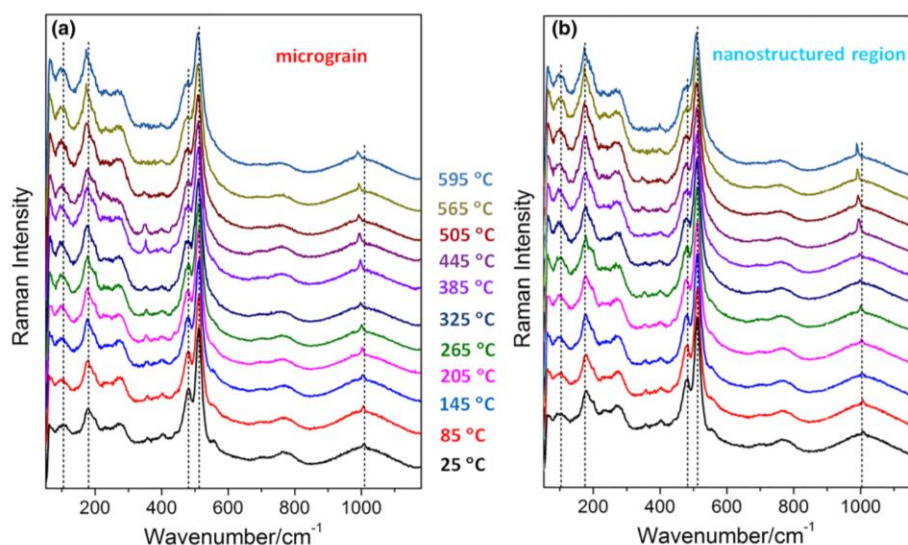 (a)
micrograin
Raman Intensity
200 400 600 800 1000
Wavenumber/cm⁻¹
595 °C
565 °C
505 °C
445 °C
385 °C
325 °C
265 °C
205 °C
145 °C
85 °C
25 °C
(b)
nanostructured region
Raman Intensity
200 400 600 800 1000
Wavenumber/cm⁻¹